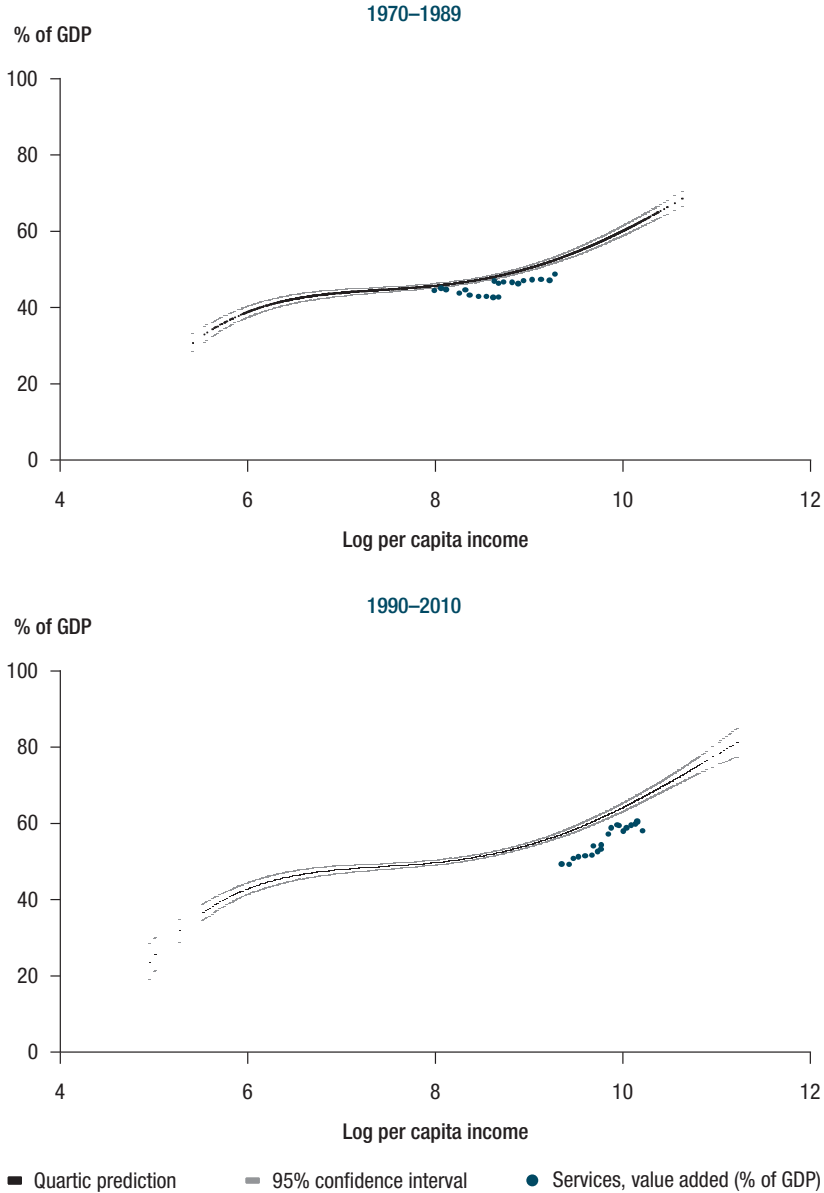 1970–1989
% of GDP
100
80
60
40
20
0
4 6 8 10 12
Log per capita income
1990–2010
% of GDP
100
80
60
40
20
0
4 6 8 10 12
Log per capita income
Quartic prediction 95% confidence interval Services, value added (% of GDP)